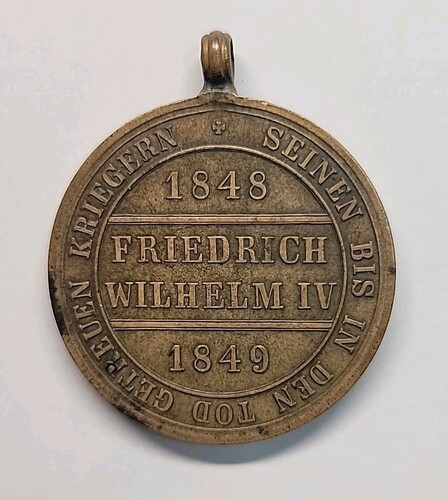 SEINEN BIS IN DEN TOD GETREUEN KRIEGERN
1848
FRIEDRICH
WILHELM IV
1849